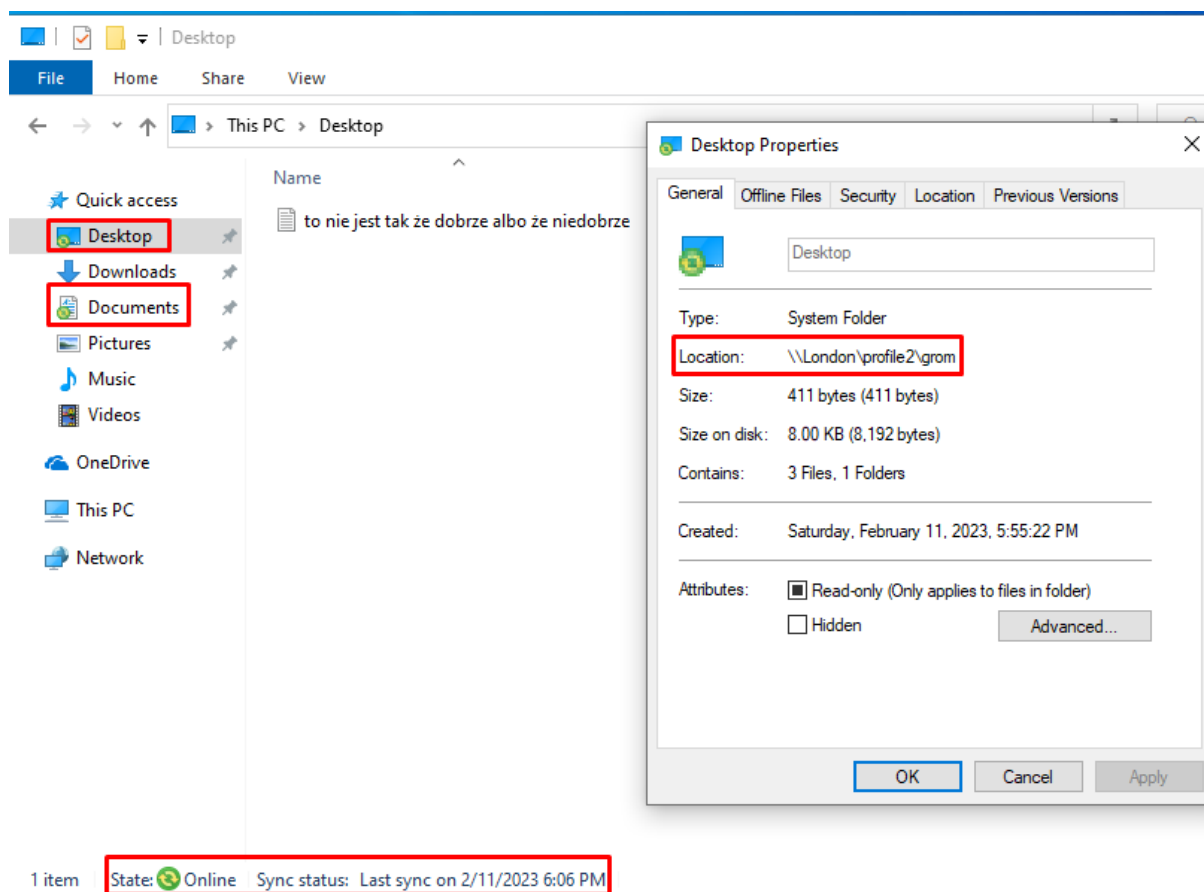 Desktop
File Home Share View
This PC > Desktop
Name
Quick access
Desktop
Downloads
Documents
Pictures
Music
Videos
OneDrive
This PC
Network
to nie jest tak że dobrze albo że niedobrze
Desktop Properties
General Offline Files Security Location Previous Versions
Desktop
Type: System Folder
Location: \\London\profile2\grom
Size: 411 bytes (411 bytes)
Size on disk: 8.00 KB (8,192 bytes)
Contains: 3 Files, 1 Folders
Created: Saturday, February 11, 2023, 5:55:22 PM
Attributes: Read-only (Only applies to files in folder)
Hidden Advanced...
OK Cancel Apply
1 item State: Online Sync status: Last sync on 2/11/2023 6:06 PM